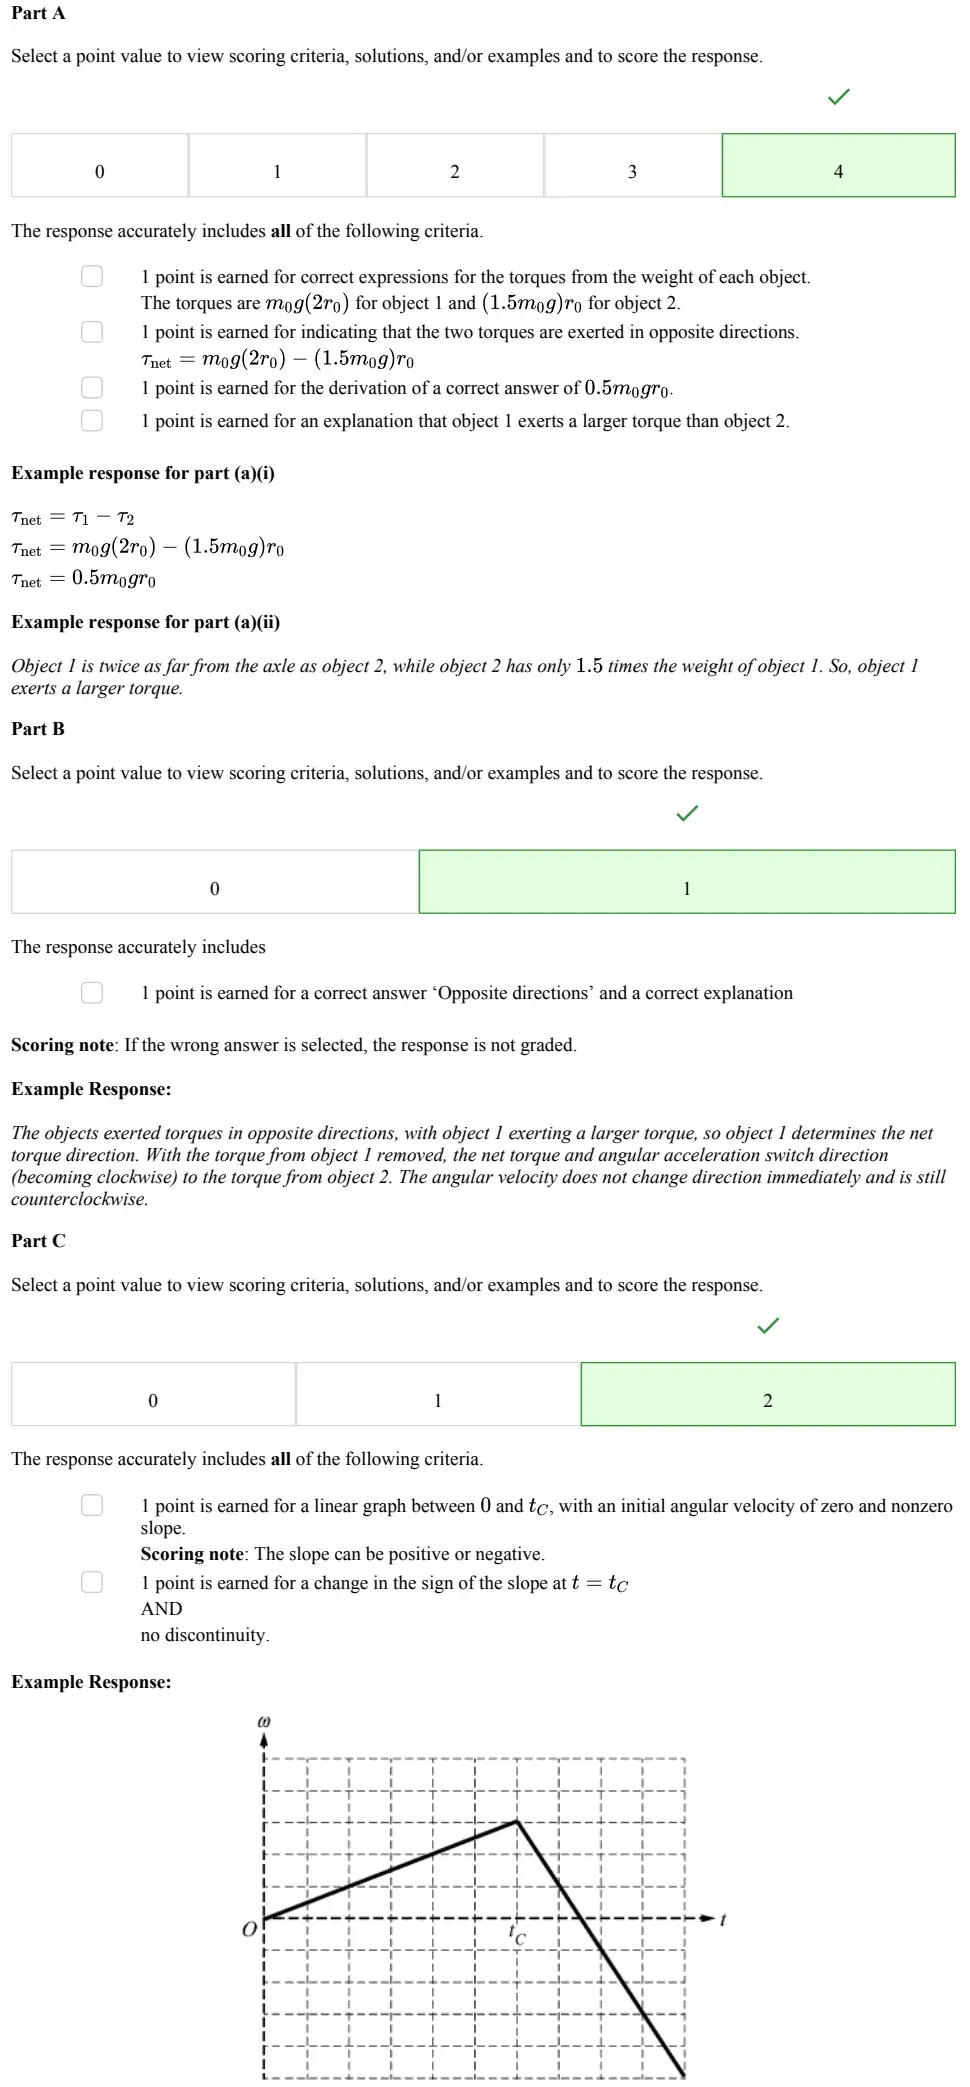 Part A
Select a point value to view scoring criteria, solutions, and/or examples and to score the response.
0 1 2 3 4
The response accurately includes all of the following criteria.
1 point is earned for correct expressions for the torques from the weight of each object.
The torques are m₀g(2r₀) for object 1 and (1.5m₀g)r₀ for object 2.
1 point is earned for indicating that the two torques are exerted in opposite directions.
τnet = m₀g(2r₀) − (1.5m₀g)r₀
1 point is earned for the derivation of a correct answer of 0.5m₀gr₀.
1 point is earned for an explanation that object 1 exerts a larger torque than object 2.
Example response for part (a)(i)
τnet = τ₁ − τ₂
τnet = m₀g(2r₀) − (1.5m₀g)r₀
τnet = 0.5m₀gr₀
Example response for part (a)(ii)
Object 1 is twice as far from the axle as object 2, while object 2 has only 1.5 times the weight of object 1. So, object 1
exerts a larger torque.
Part B
Select a point value to view scoring criteria, solutions, and/or examples and to score the response.
0 1
The response accurately includes
1 point is earned for a correct answer ‘Opposite directions’ and a correct explanation
Scoring note: If the wrong answer is selected, the response is not graded.
Example Response:
The objects exerted torques in opposite directions, with object 1 exerting a larger torque, so object 1 determines the net
torque direction. With the torque from object 1 removed, the net torque and angular acceleration switch direction
(becoming clockwise) to the torque from object 2. The angular velocity does not change direction immediately and is still
counterclockwise.
Part C
Select a point value to view scoring criteria, solutions, and/or examples and to score the response.
0 1 2
The response accurately includes all of the following criteria.
1 point is earned for a linear graph between 0 and tC, with an initial angular velocity of zero and nonzero
slope.
Scoring note: The slope can be positive or negative.
1 point is earned for a change in the sign of the slope at t = tC
AND
no discontinuity.
Example Response:
ω
O
tC
t